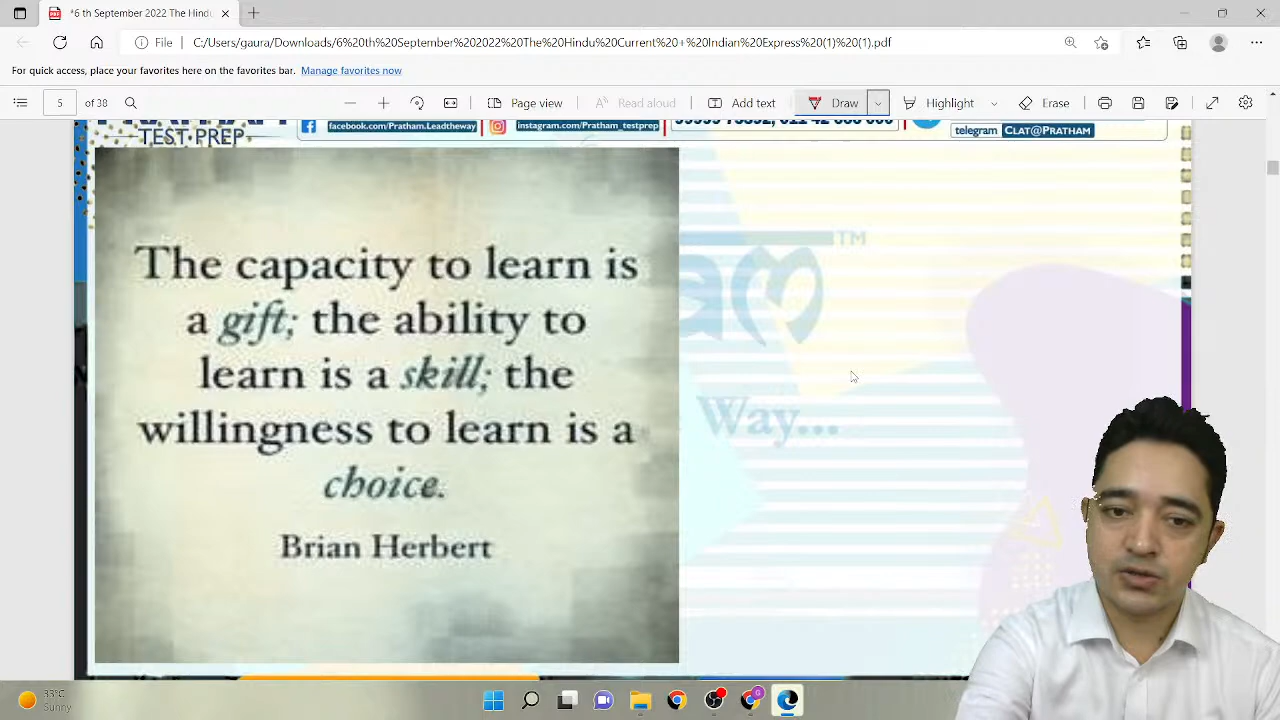 *6 th September 2022 The Hind
File
C:/Users/gaura/Downloads/6%20th%20September%202022%20The%20Hindu%20Current%20+%20Indian%20Express%20(1)%20(1).pdf
For quick access, place your favorites here on the favorites bar. Manage favorites now
5 of 38
Page view
Read aloud
Add text
Draw
Highlight
Erase
TEST PREP
facebook.com/Pratham.Leadtheway
instagram.com/Pratham_testprep
telegram CLAT@PRATHAM
TM
Way...
The capacity to learn is
a gift; the ability to
learn is a skill; the
willingness to learn is a
choice.
Brian Herbert
33°C
Sunny